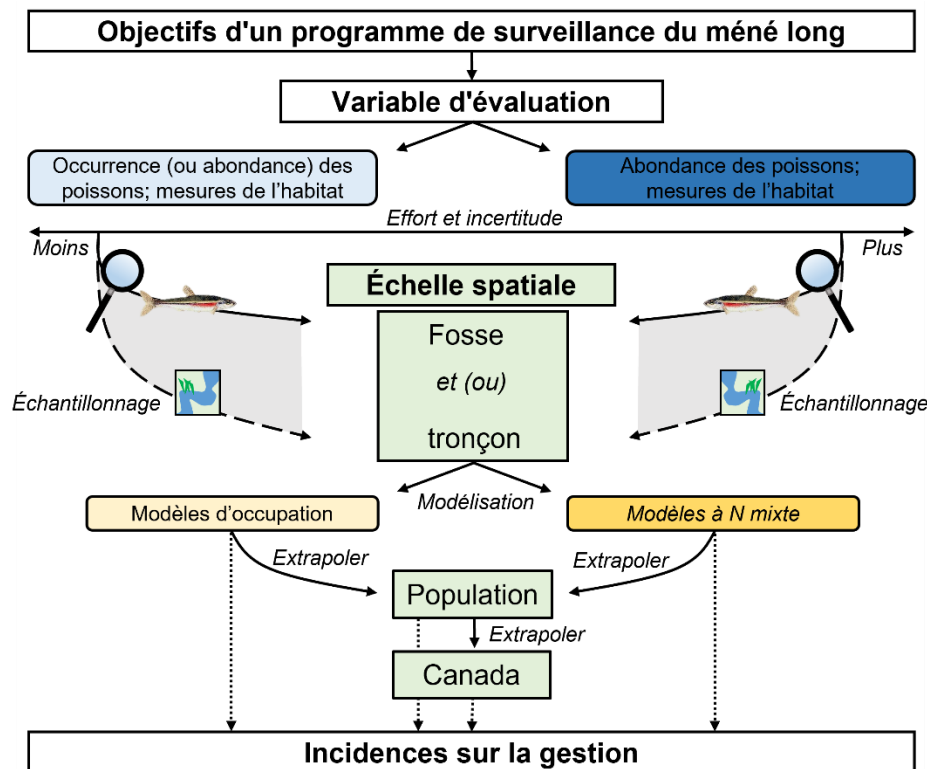 Objectifs d'un programme de surveillance du méné long
Variable d'évaluation
Occurrence (ou abondance) des
poissons; mesures de l'habitat
Abondance des poissons;
mesures de l'habitat
Effort et incertitude
Moins
Plus
Échelle spatiale
Fosse
et (ou)
tronçon
Échantillonnage
Échantillonnage
Modélisation
Modèles d'occupation
Modèles à N mixte
Extrapoler
Extrapoler
Population
Extrapoler
Canada
Incidences sur la gestion